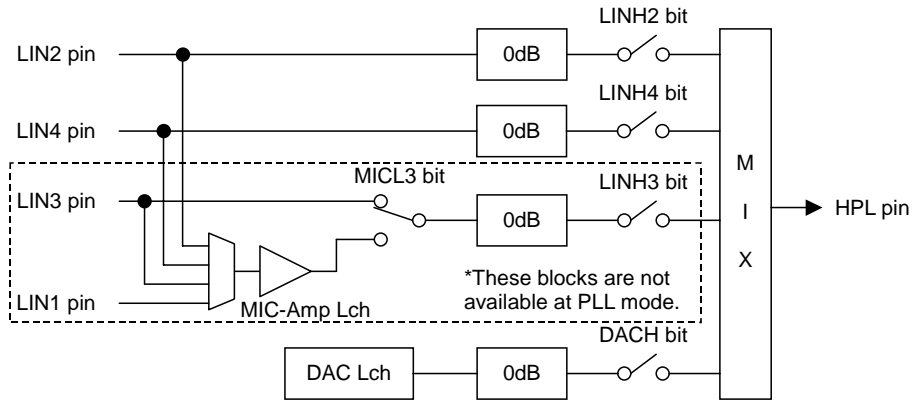 LINH2 bit
LIN2 pin
0dB
LINH4 bit
LIN4 pin
0dB
MICL3 bit
LINH3 bit
LIN3 pin
0dB
M
I
X
HPL pin
*These blocks are not
available at PLL mode.
LIN1 pin
MIC-Amp Lch
DACH bit
DAC Lch
0dB